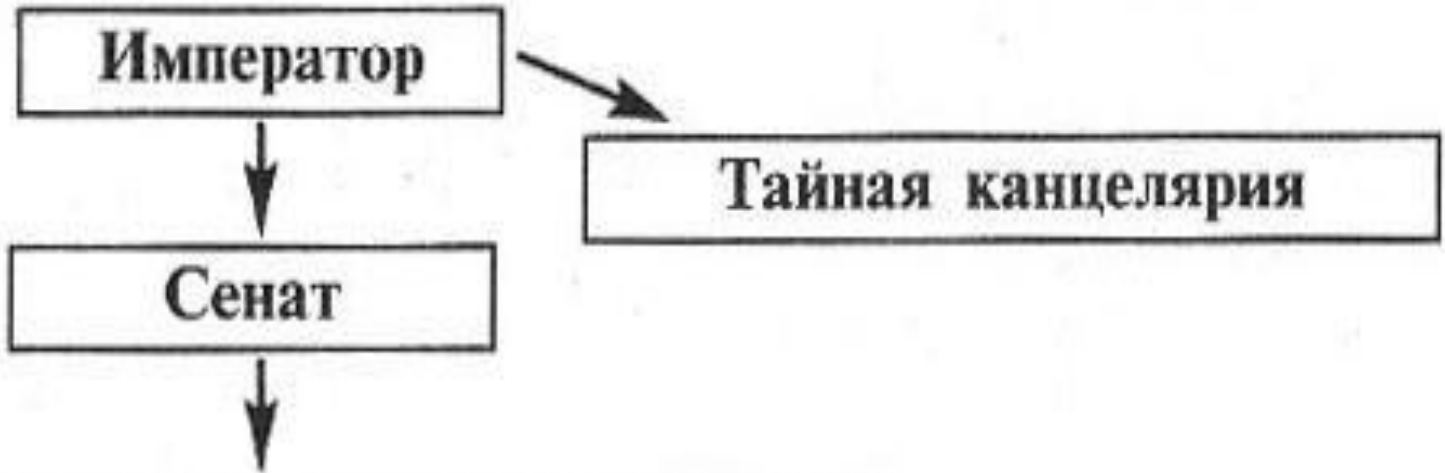 Император
Тайная канцелярия
Сенат